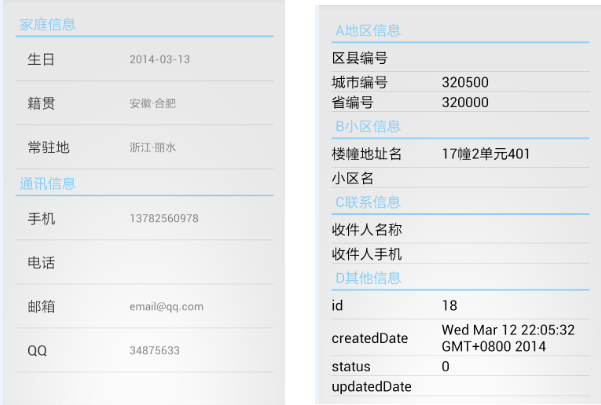 家庭信息
生日 2014-03-13
籍贯 安徽·合肥
常驻地 浙江·丽水
通讯信息
手机 13782560978
电话
邮箱 email@qq.com
QQ 34875633
A地区信息
区县编号
城市编号 320500
省编号 320000
B小区信息
楼幢地址名 17幢2单元401
小区名
C联系信息
收件人名称
收件人手机
D其他信息
id 18
createdDate Wed Mar 12 22:05:32
GMT+0800 2014
status 0
updatedDate